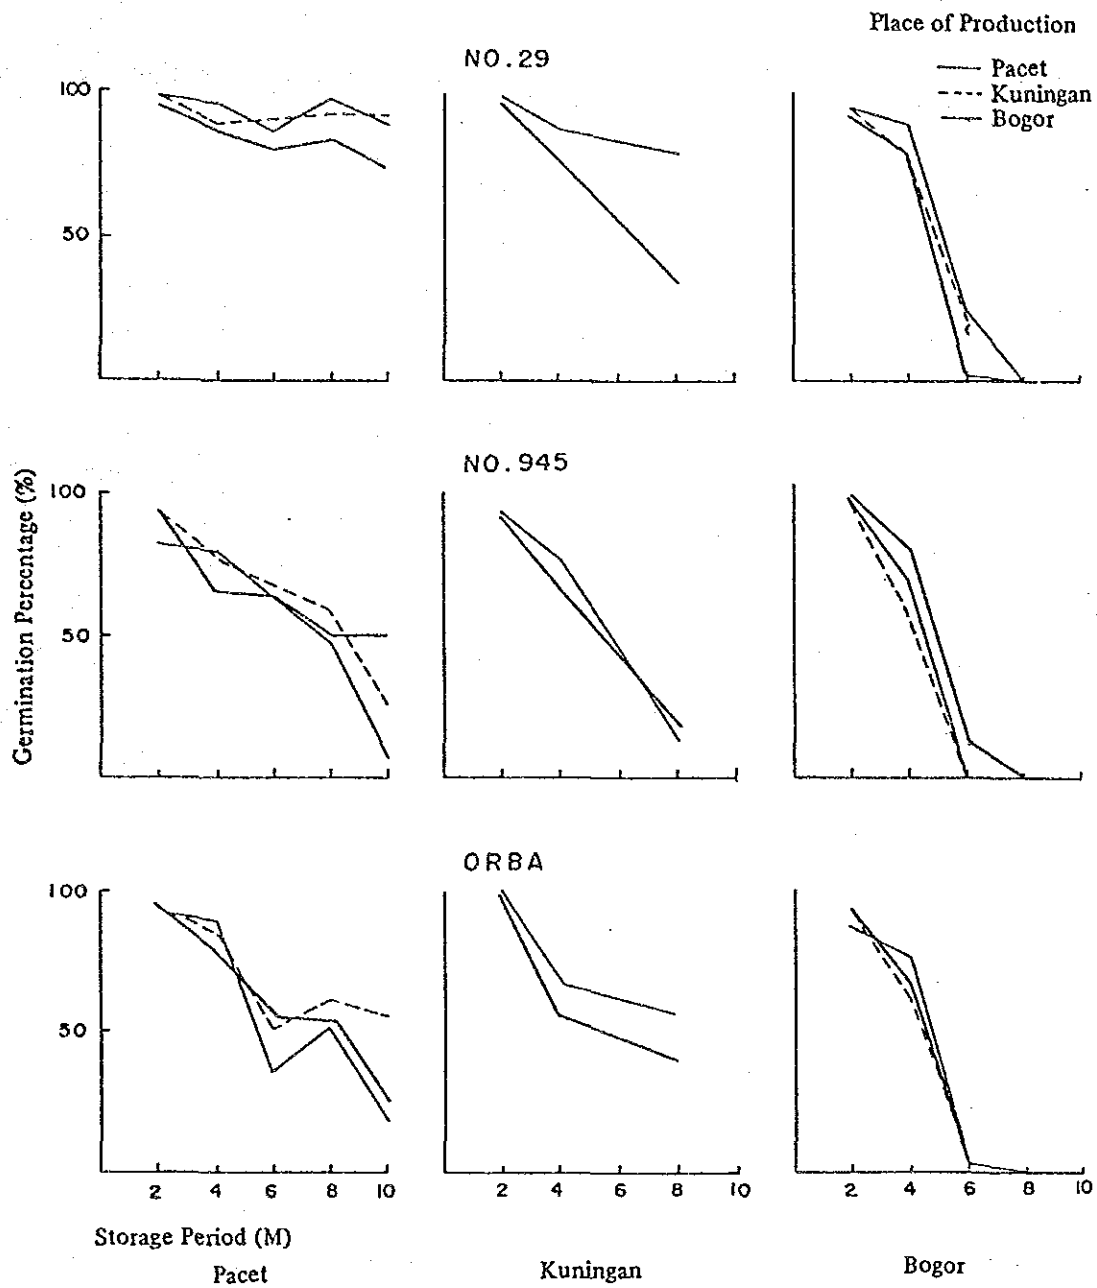 Place of Production
Pacet
Kuningan
Bogor
NO.29
100
50
NO.945
Germination Percentage (%)
100
50
ORBA
100
50
2 4 6 8 10
2 4 6 8 10
2 4 6 8 10
Storage Period (M)
Pacet
Kuningan
Bogor